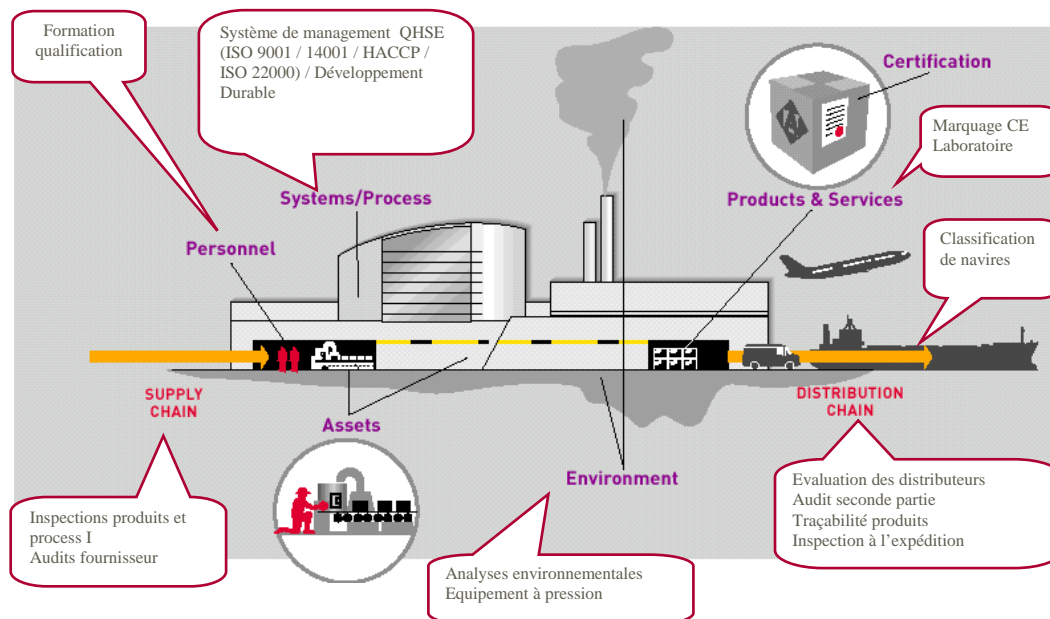 Formation
qualification
Système de management QHSE
(ISO 9001 / 14001 / HACCP /
ISO 22000) / Développement
Durable
Certification
Marquage CE
Laboratoire
Systems/Process
Products & Services
Personnel
Classification
de navires
SUPPLY
CHAIN
Assets
DISTRIBUTION
CHAIN
Environment
Inspections produits et
process I
Audits fournisseur
Evaluation des distributeurs
Audit seconde partie
Traçabilité produits
Inspection à l'expédition
Analyses environnementales
Equipement à pression